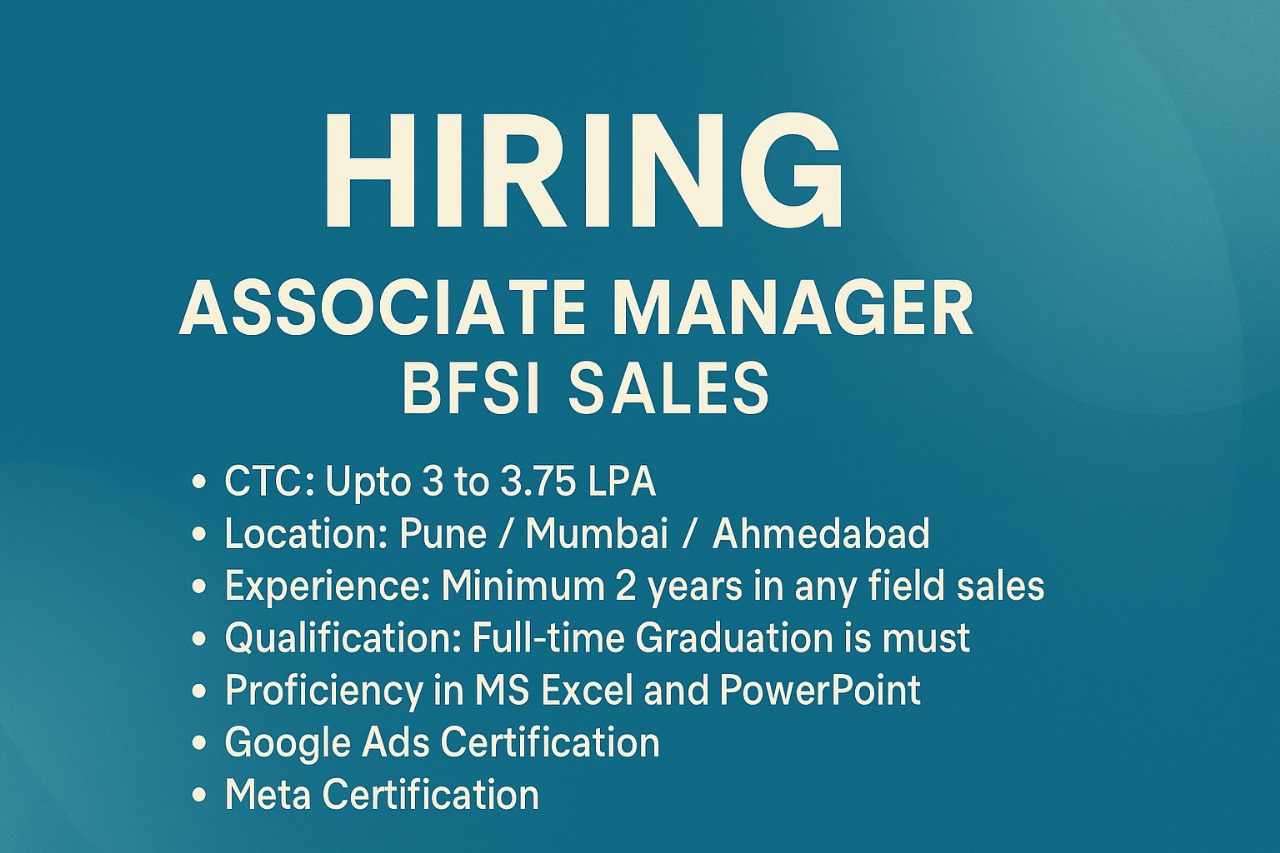 HIRING
ASSOCIATE MANAGER
BFSI SALES
• CTC: Upto 3 to 3.75 LPA
• Location: Pune / Mumbai / Ahmedabad
• Experience: Minimum 2 years in any field sales
• Qualification: Full-time Graduation is must
• Proficiency in MS Excel and PowerPoint
• Google Ads Certification
• Meta Certification